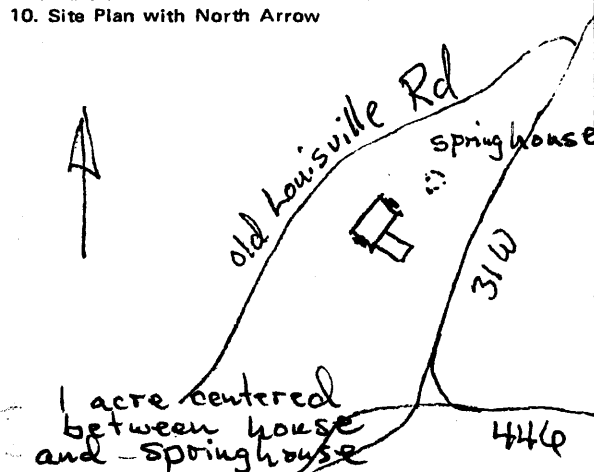 10. Site Plan with North Arrow
Old Louisville Rd
springhouse
31W
1 acre centered
between house
and springhouse
446